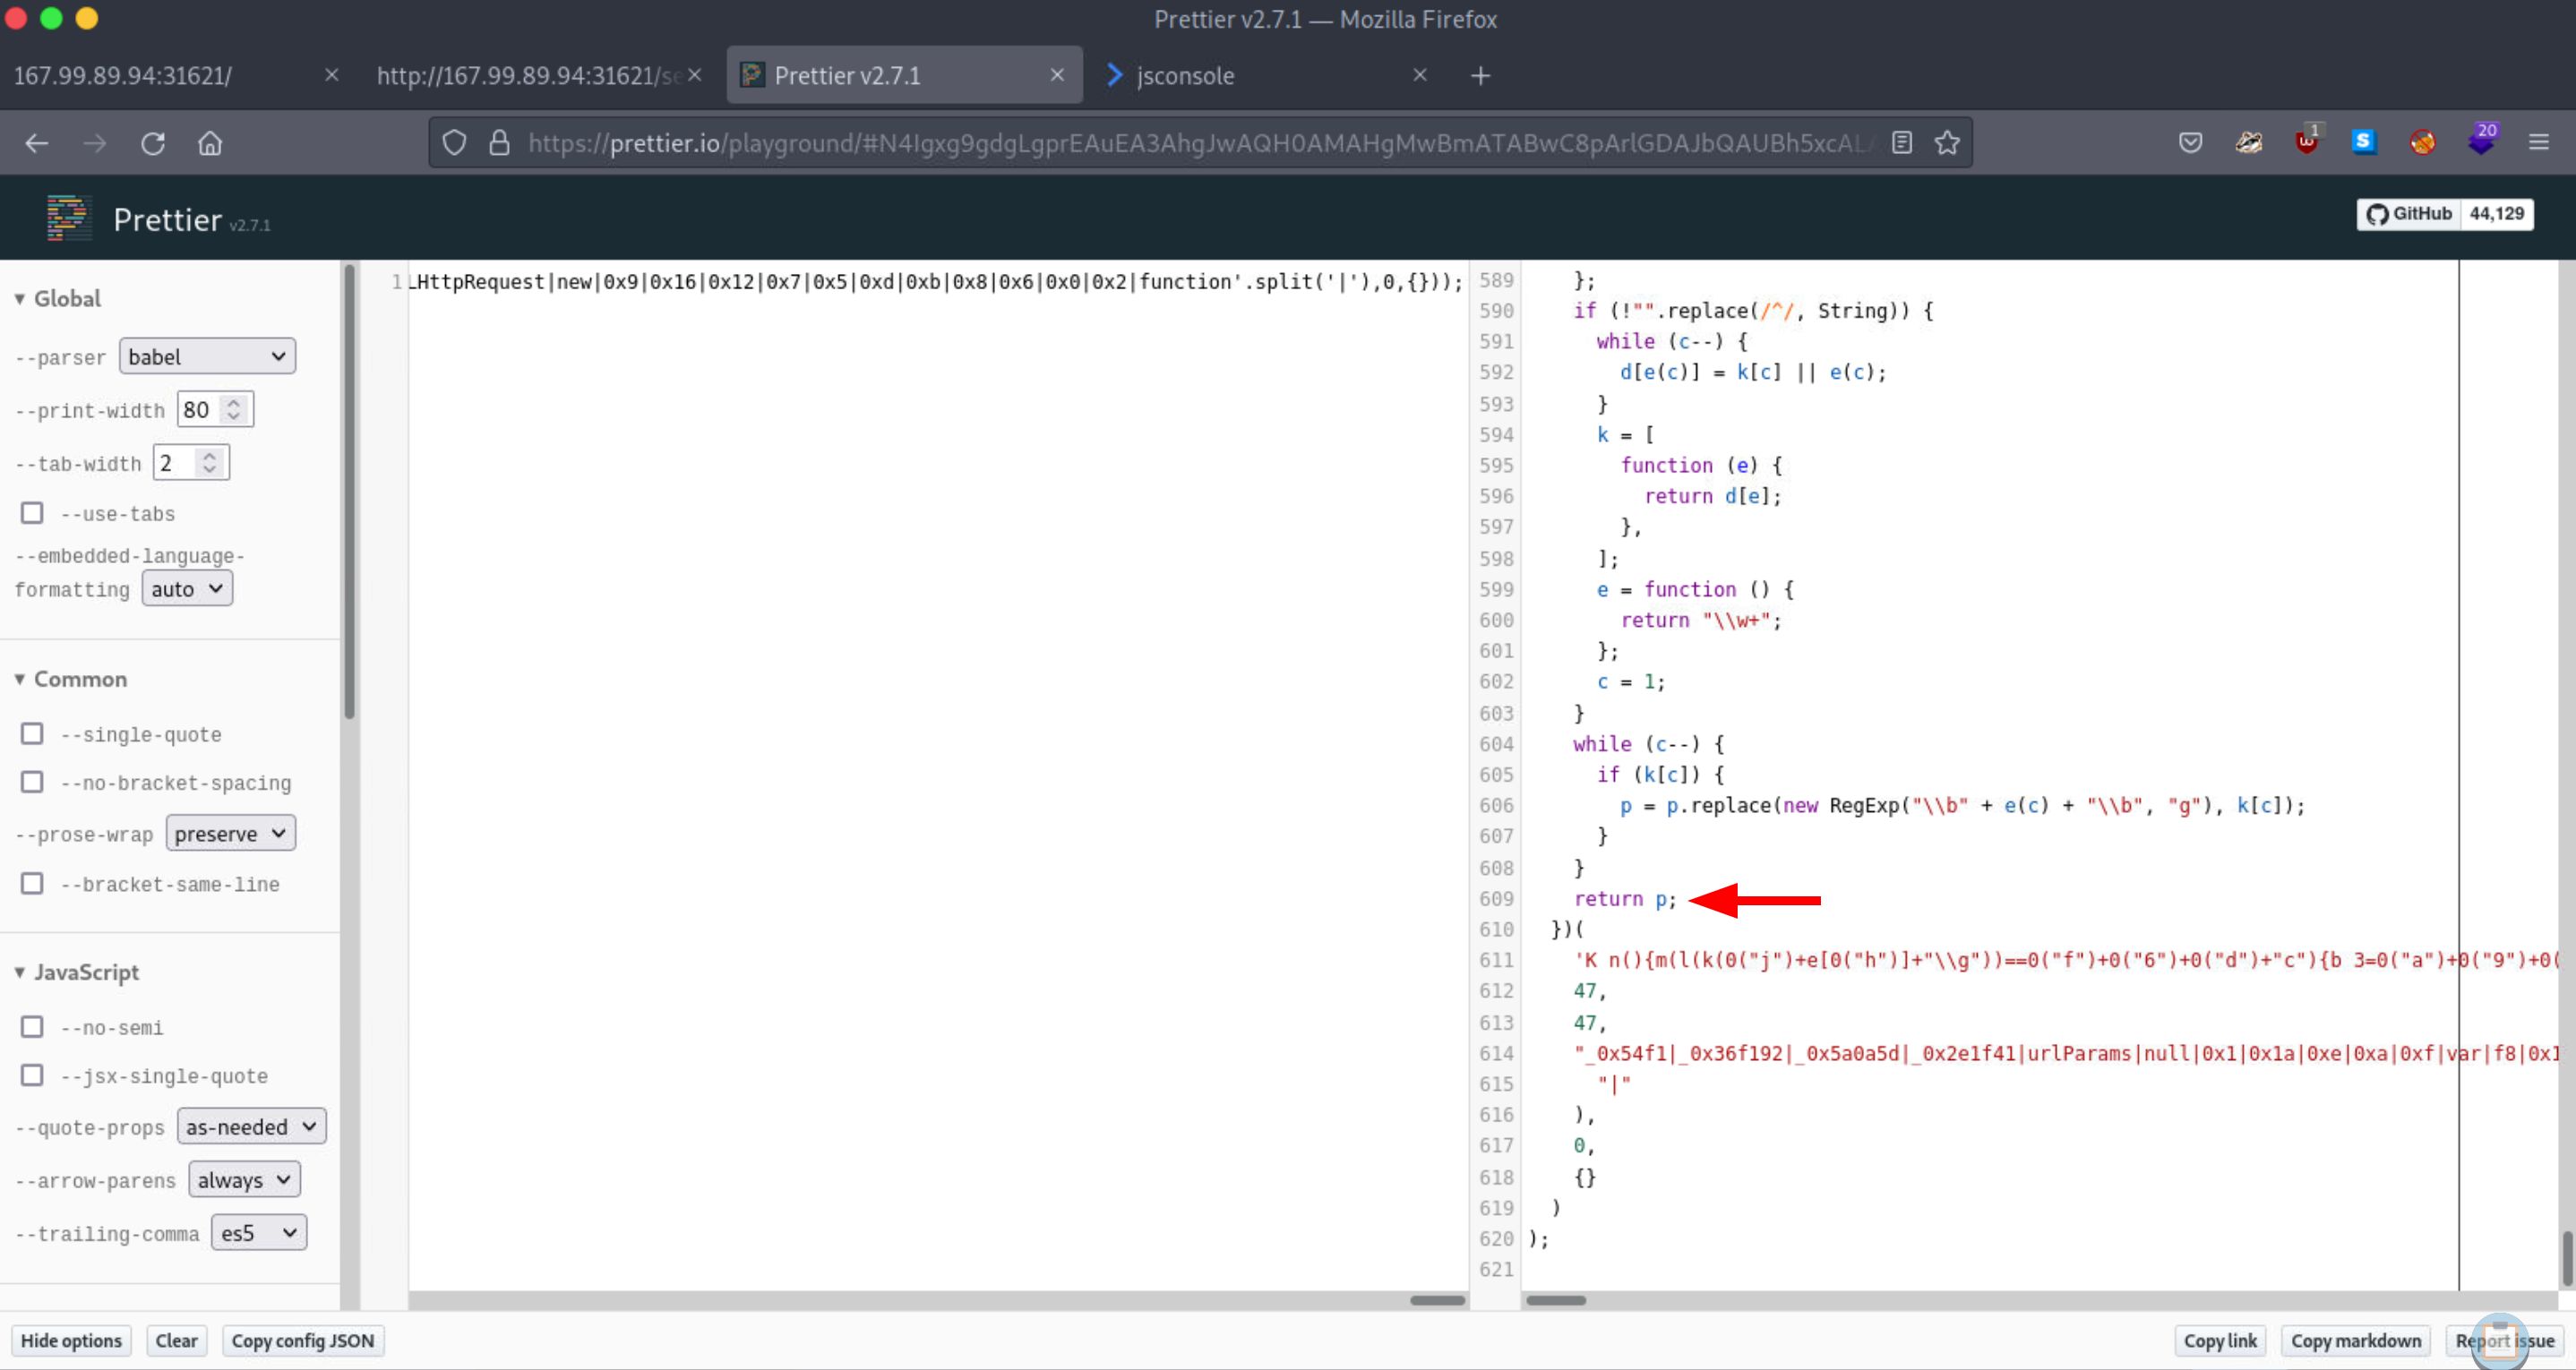 Prettier v2.7.1 — Mozilla Firefox
167.99.89.94:31621/
http://167.99.89.94:31621/se
Prettier v2.7.1
jsconsole
https://prettier.io/playground/#N4Igxg9gdgLgprEAuEA3AhgJwAQH0AMAHgMwBmATABwC8pArlGDAJbQAUBh5xcALA
1
20
Prettier v2.7.1
GitHub 44,129
Global
--parser babel
--print-width 80
--tab-width 2
--use-tabs
--embedded-language-
formatting auto
Common
--single-quote
--no-bracket-spacing
--prose-wrap preserve
--bracket-same-line
JavaScript
--no-semi
--jsx-single-quote
--quote-props as-needed
--arrow-parens always
--trailing-comma es5
1 LHttpRequest|new|0x9|0x16|0x12|0x7|0x5|0xd|0xb|0x8|0x6|0x0|0x2|function'.split('|'),0,{}));
589 };
590 if (!"".replace(/^/, String)) {
591 while (c--) {
592 d[e(c)] = k[c] || e(c);
593 }
594 k = [
595 function (e) {
596 return d[e];
597 },
598 ];
599 e = function () {
600 return "\\w+";
601 };
602 c = 1;
603 }
604 while (c--) {
605 if (k[c]) {
606 p = p.replace(new RegExp("\\b" + e(c) + "\\b", "g"), k[c]);
607 }
608 }
609 return p;
610 })(
611 'K n(){m(l(k(0("j")+e[0("h")]+"\\g"))==0("f")+0("6")+0("d")+"c"){b 3=0("a")+0("9")+0(
612 47,
613 47,
614 "_0x54f1|_0x36f192|_0x5a0a5d|_0x2e1f41|urlParams|null|0x1|0x1a|0xe|0xa|0xf|var|f8|0x1
615 "|"
616 ),
617 0,
618 {}
619 )
620 );
621
Hide options
Clear
Copy config JSON
Copy link
Copy markdown
Report issue